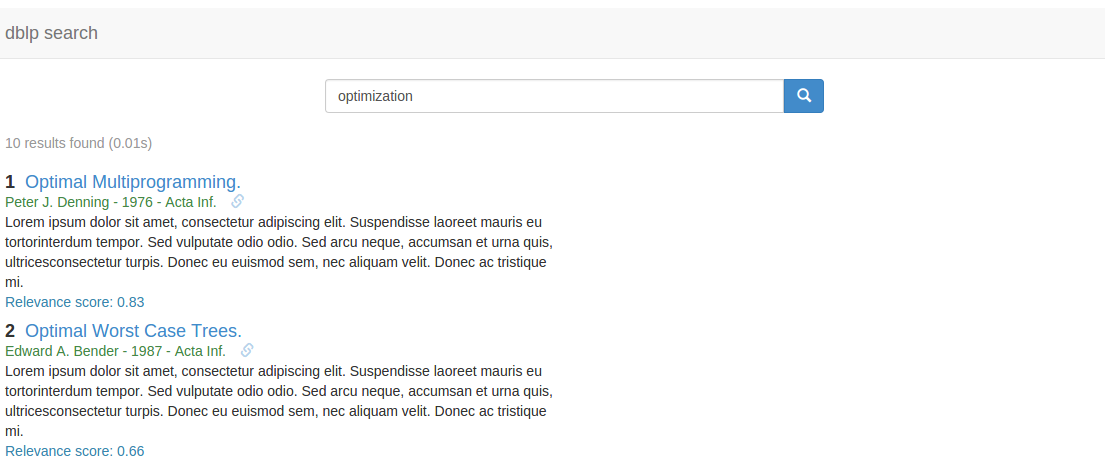 dblp search
optimization
10 results found (0.01s)
1 Optimal Multiprogramming.
Peter J. Denning - 1976 - Acta Inf.
Lorem ipsum dolor sit amet, consectetur adipiscing elit. Suspendisse laoreet mauris eu
tortorinterdum tempor. Sed vulputate odio odio. Sed arcu neque, accumsan et urna quis,
ultricesconsectetur turpis. Donec eu euismod sem, nec aliquam velit. Donec ac tristique
mi.
Relevance score: 0.83
2 Optimal Worst Case Trees.
Edward A. Bender - 1987 - Acta Inf.
Lorem ipsum dolor sit amet, consectetur adipiscing elit. Suspendisse laoreet mauris eu
tortorinterdum tempor. Sed vulputate odio odio. Sed arcu neque, accumsan et urna quis,
ultricesconsectetur turpis. Donec eu euismod sem, nec aliquam velit. Donec ac tristique
mi.
Relevance score: 0.66